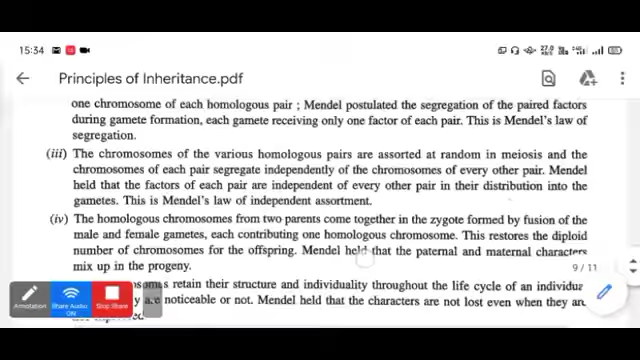 15:34
27.0
KB/S
Principles of Inheritance.pdf
one chromosome of each homologous pair ; Mendel postulated the segregation of the paired factors
during gamete formation, each gamete receiving only one factor of each pair. This is Mendel's law of
segregation.
(iii) The chromosomes of the various homologous pairs are assorted at random in meiosis and the
chromosomes of each pair segregate independently of the chromosomes of every other pair. Mendel
held that the factors of each pair are independent of every other pair in their distribution into the
gametes. This is Mendel's law of independent assortment.
(iv) The homologous chromosomes from two parents come together in the zygote formed by fusion of the
male and female gametes, each contributing one homologous chromosome. This restores the diploid
number of chromosomes for the offspring. Mendel held that the paternal and maternal characters
mix up in the progeny.
9 / 11
retain their structure and individuality throughout the life cycle of an individual
are noticeable or not. Mendel held that the characters are not lost even when they are
Annotation
Share Audio:
ON
Stop Share